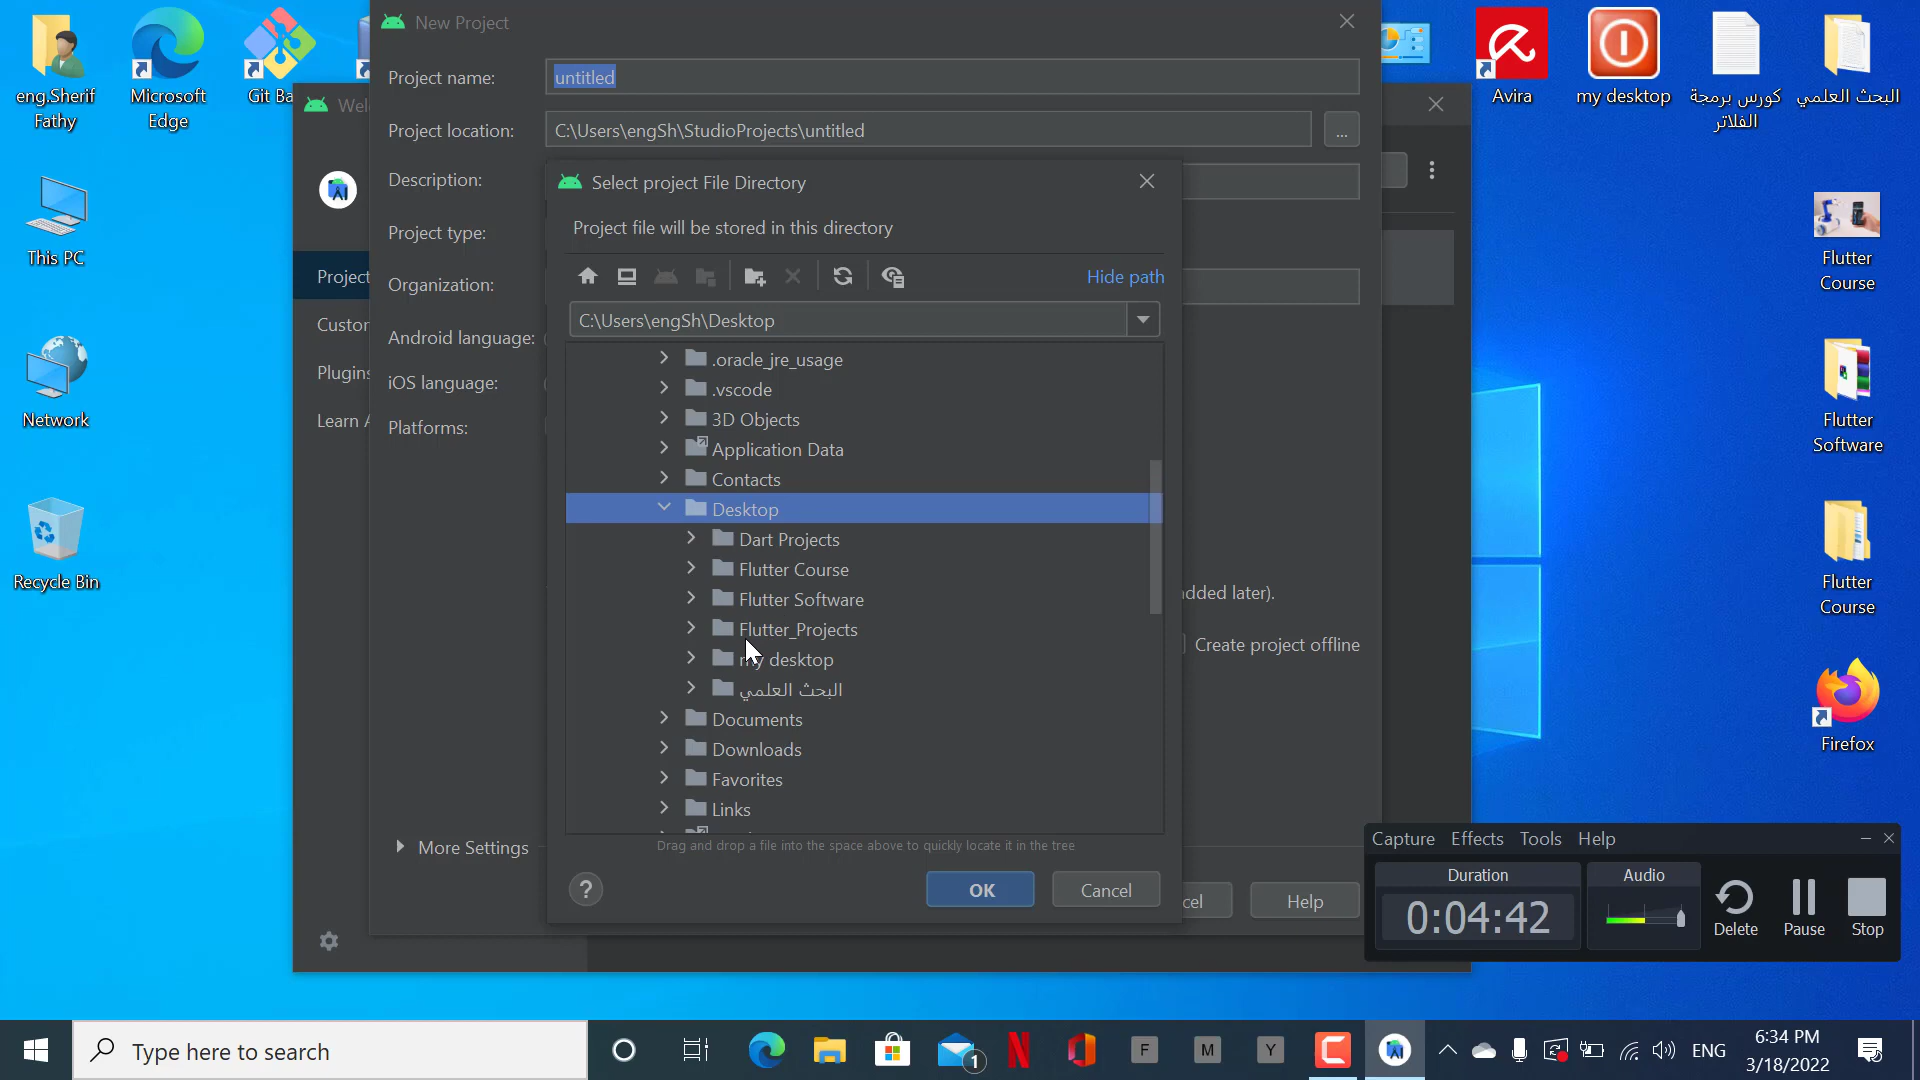 New Project
Project name:
untitled
Project location:
C:\Users\engSh\StudioProjects\untitled
...
Description:
Project type:
Organization:
Android language:
iOS language:
Platforms:
More Settings
Create project offline
dded later).
cel
Help
Select project File Directory
Project file will be stored in this directory
Hide path
C:\Users\engSh\Desktop
.oracle_jre_usage
.vscode
3D Objects
Application Data
Contacts
Desktop
Dart Projects
Flutter Course
Flutter Software
Flutter_Projects
my desktop
البحث العلمي
Documents
Downloads
Favorites
Links
Drag and drop a file into the space above to quickly locate it in the tree
?
OK
Cancel
Wel
Project
Custor
Plugins
Learn A
eng.Sherif
Fathy
Microsoft
Edge
Git Ba
This PC
Network
Recycle Bin
Avira
my desktop
كورس برمجة
الفلاتر
البحث العلمي
Flutter
Course
Flutter
Software
Flutter
Course
Firefox
Capture Effects Tools Help
Duration
0:04:42
Audio
Delete
Pause
Stop
Type here to search
1
F
M
Y
ENG
6:34 PM
3/18/2022